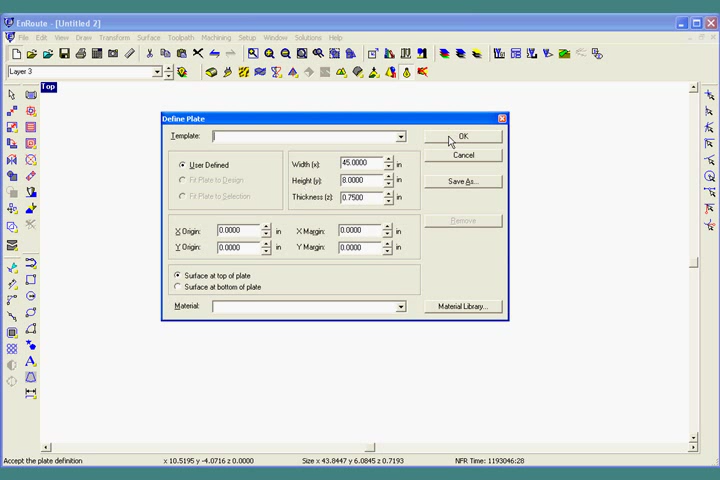 EnRoute - [Untitled 2]
File Edit View Draw Transform Surface Toolpath Machining Setup Window Solutions Help
Layer 3
Top
Define Plate
Template:
OK
Cancel
Save As...
Remove
User Defined
Fit Plate to Design
Fit Plate to Selection
Width (x): 45.0000 in
Height (y): 8.0000 in
Thickness (z): 0.7500 in
X Origin: 0.0000 in X Margin: 0.0000 in
Y Origin: 0.0000 in Y Margin: 0.0000 in
Surface at top of plate
Surface at bottom of plate
Material:
Material Library...
Accept the plate definition x 10.5195 y -4.0716 z 0.0000 Size x 43.8447 y 6.0845 z 0.7193 NFR Time: 1193046:28